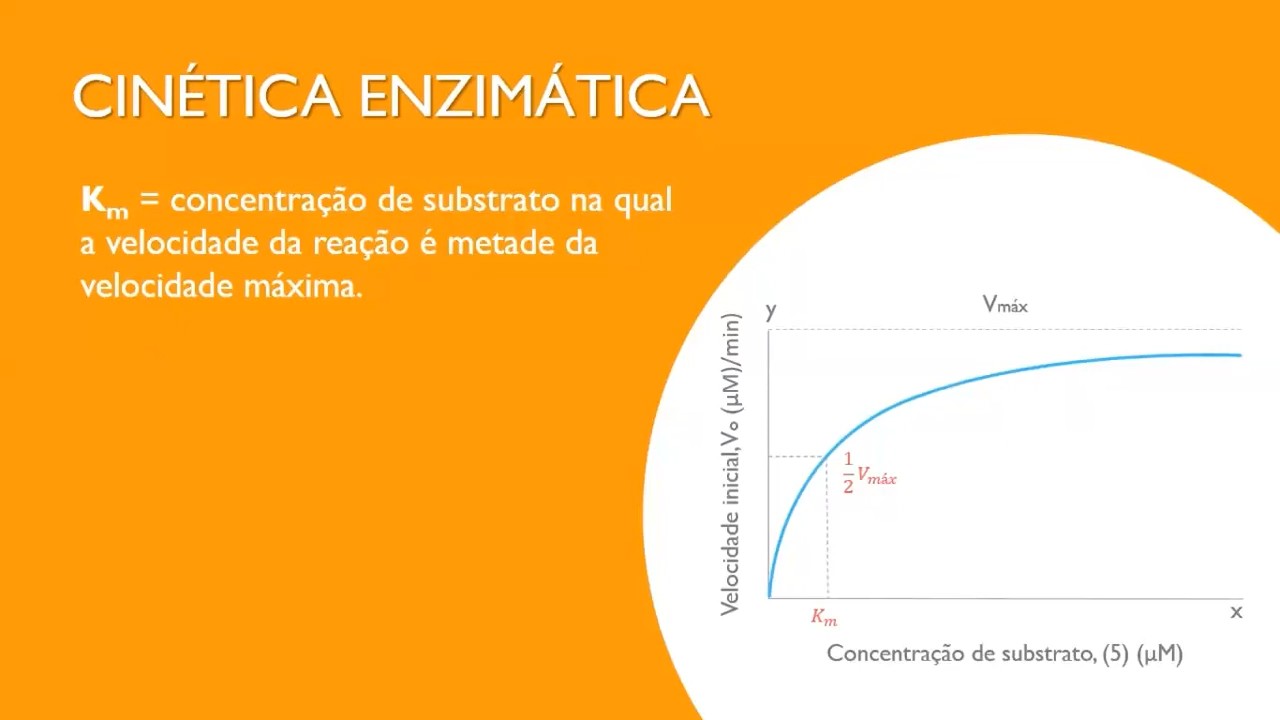 CINÉTICA ENZIMÁTICA
Km = concentração de substrato na qual
a velocidade da reação é metade da
velocidade máxima.
Vmáx
y
Velocidade inicial,Vo (µM)/min)
1
2
Vmáx
Km
x
Concentração de substrato, (5) (µM)